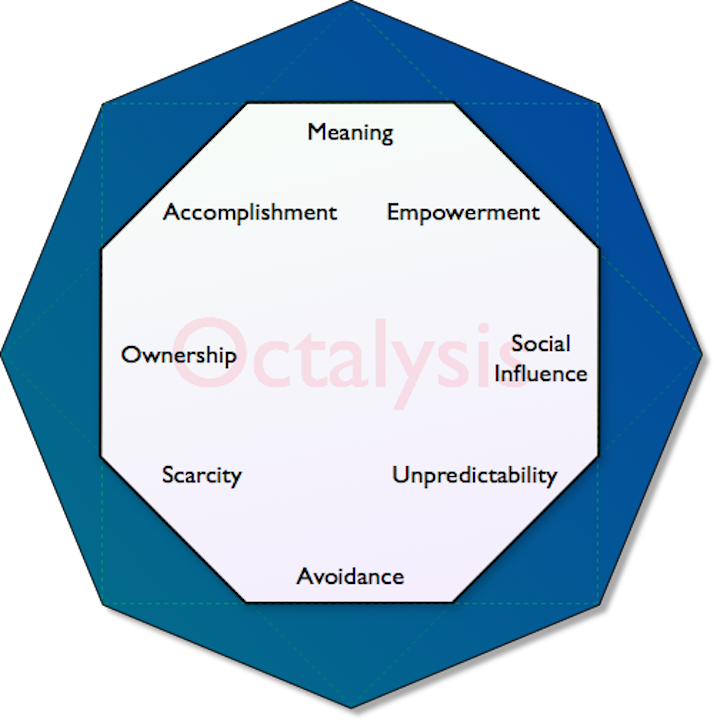 Meaning
Accomplishment
Empowerment
Octalysis
Ownership
Social
Influence
Scarcity
Unpredictability
Avoidance